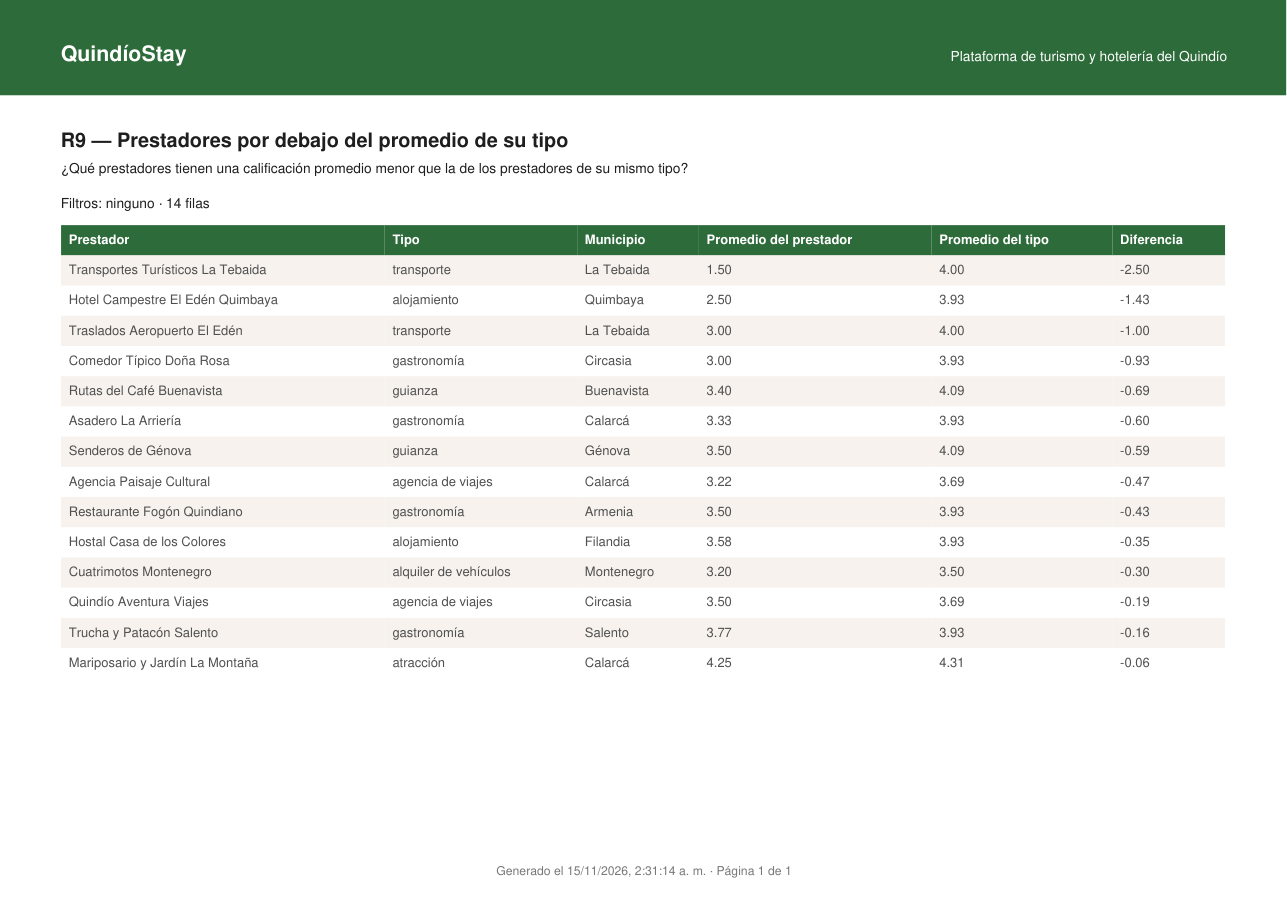 QuindíoStay
Plataforma de turismo y hotelería del Quindío
R9 — Prestadores por debajo del promedio de su tipo
¿Qué prestadores tienen una calificación promedio menor que la de los prestadores de su mismo tipo?
Filtros: ninguno · 14 filas
Prestador Tipo Municipio Promedio del prestador Promedio del tipo Diferencia
Transportes Turísticos La Tebaida transporte La Tebaida 1.50 4.00 -2.50
Hotel Campestre El Edén Quimbaya alojamiento Quimbaya 2.50 3.93 -1.43
Traslados Aeropuerto El Edén transporte La Tebaida 3.00 4.00 -1.00
Comedor Típico Doña Rosa gastronomía Circasia 3.00 3.93 -0.93
Rutas del Café Buenavista guianza Buenavista 3.40 4.09 -0.69
Asadero La Arriería gastronomía Calarcá 3.33 3.93 -0.60
Senderos de Génova guianza Génova 3.50 4.09 -0.59
Agencia Paisaje Cultural agencia de viajes Calarcá 3.22 3.69 -0.47
Restaurante Fogón Quindiano gastronomía Armenia 3.50 3.93 -0.43
Hostal Casa de los Colores alojamiento Filandia 3.58 3.93 -0.35
Cuatrimotos Montenegro alquiler de vehículos Montenegro 3.20 3.50 -0.30
Quindío Aventura Viajes agencia de viajes Circasia 3.50 3.69 -0.19
Trucha y Patacón Salento gastronomía Salento 3.77 3.93 -0.16
Mariposario y Jardín La Montaña atracción Calarcá 4.25 4.31 -0.06
Generado el 15/11/2026, 2:31:14 a. m. · Página 1 de 1